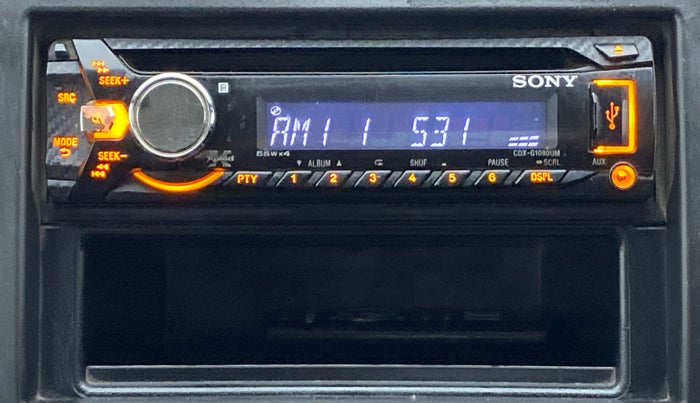 SEEK+
SONY
SRC
AM1 1 531
MODE
SEEK-
55W×4
ALBUM
SHUF
PAUSE
CDX-G1080UM
SCRL
AUX
PTY 1 2 3 4 5 6 DSPL